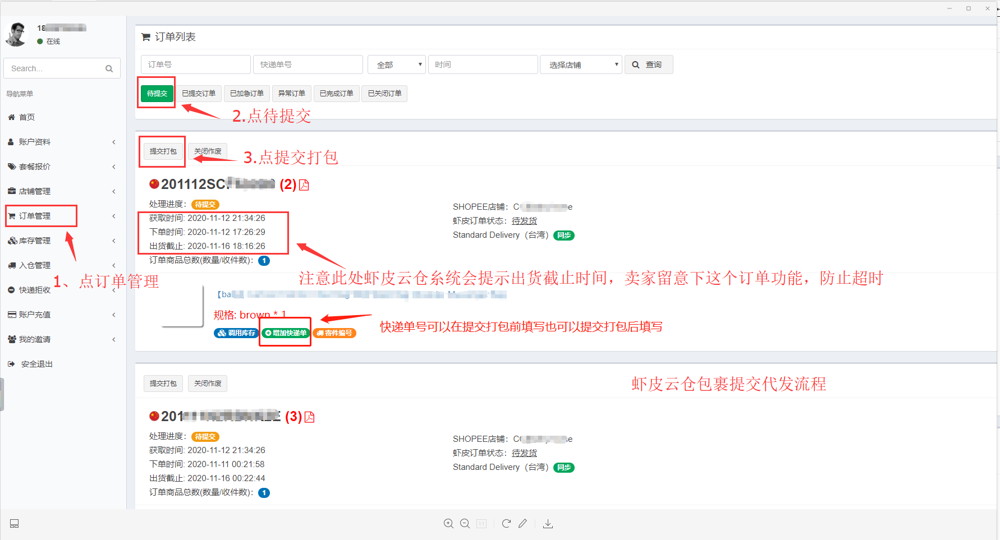 18
在线
Search...
导航菜单
首页
账户资料
套餐报价
店铺管理
订单管理
库存管理
入仓管理
快递拒收
账户充值
我的邀请
安全退出
1、点订单管理
订单列表
订单号 快递单号 全部 时间 选择店铺 查询
待提交 已提交订单 已加急订单 异常订单 已完成订单 已关闭订单
2.点待提交
提交打包 关闭作废
3.点提交打包
201112SC (2)
处理进度： 待提交
获取时间: 2020-11-12 21:34:26
下单时间: 2020-11-12 17:26:29
出货截止: 2020-11-16 18:16:26
订单商品总数(数量/收件数)： 1
SHOPEE店铺： C e
虾皮订单状态： 待发货
Standard Delivery（台湾） 同步
注意此处虾皮云仓系统会提示出货截止时间，卖家留意下这个订单功能，防止超时
【ba
规格: brown * 1
调用库存 增加快递单 寄件编号
快递单号可以在提交打包前填写也可以提交打包后填写
提交打包 关闭作废
虾皮云仓包裹提交代发流程
201 (3)
处理进度： 待提交
获取时间: 2020-11-12 21:34:26
下单时间: 2020-11-11 00:21:58
出货截止: 2020-11-16 00:22:44
订单商品总数(数量/收件数)： 1
SHOPEE店铺： C e
虾皮订单状态： 待发货
Standard Delivery（台湾） 同步
1:1